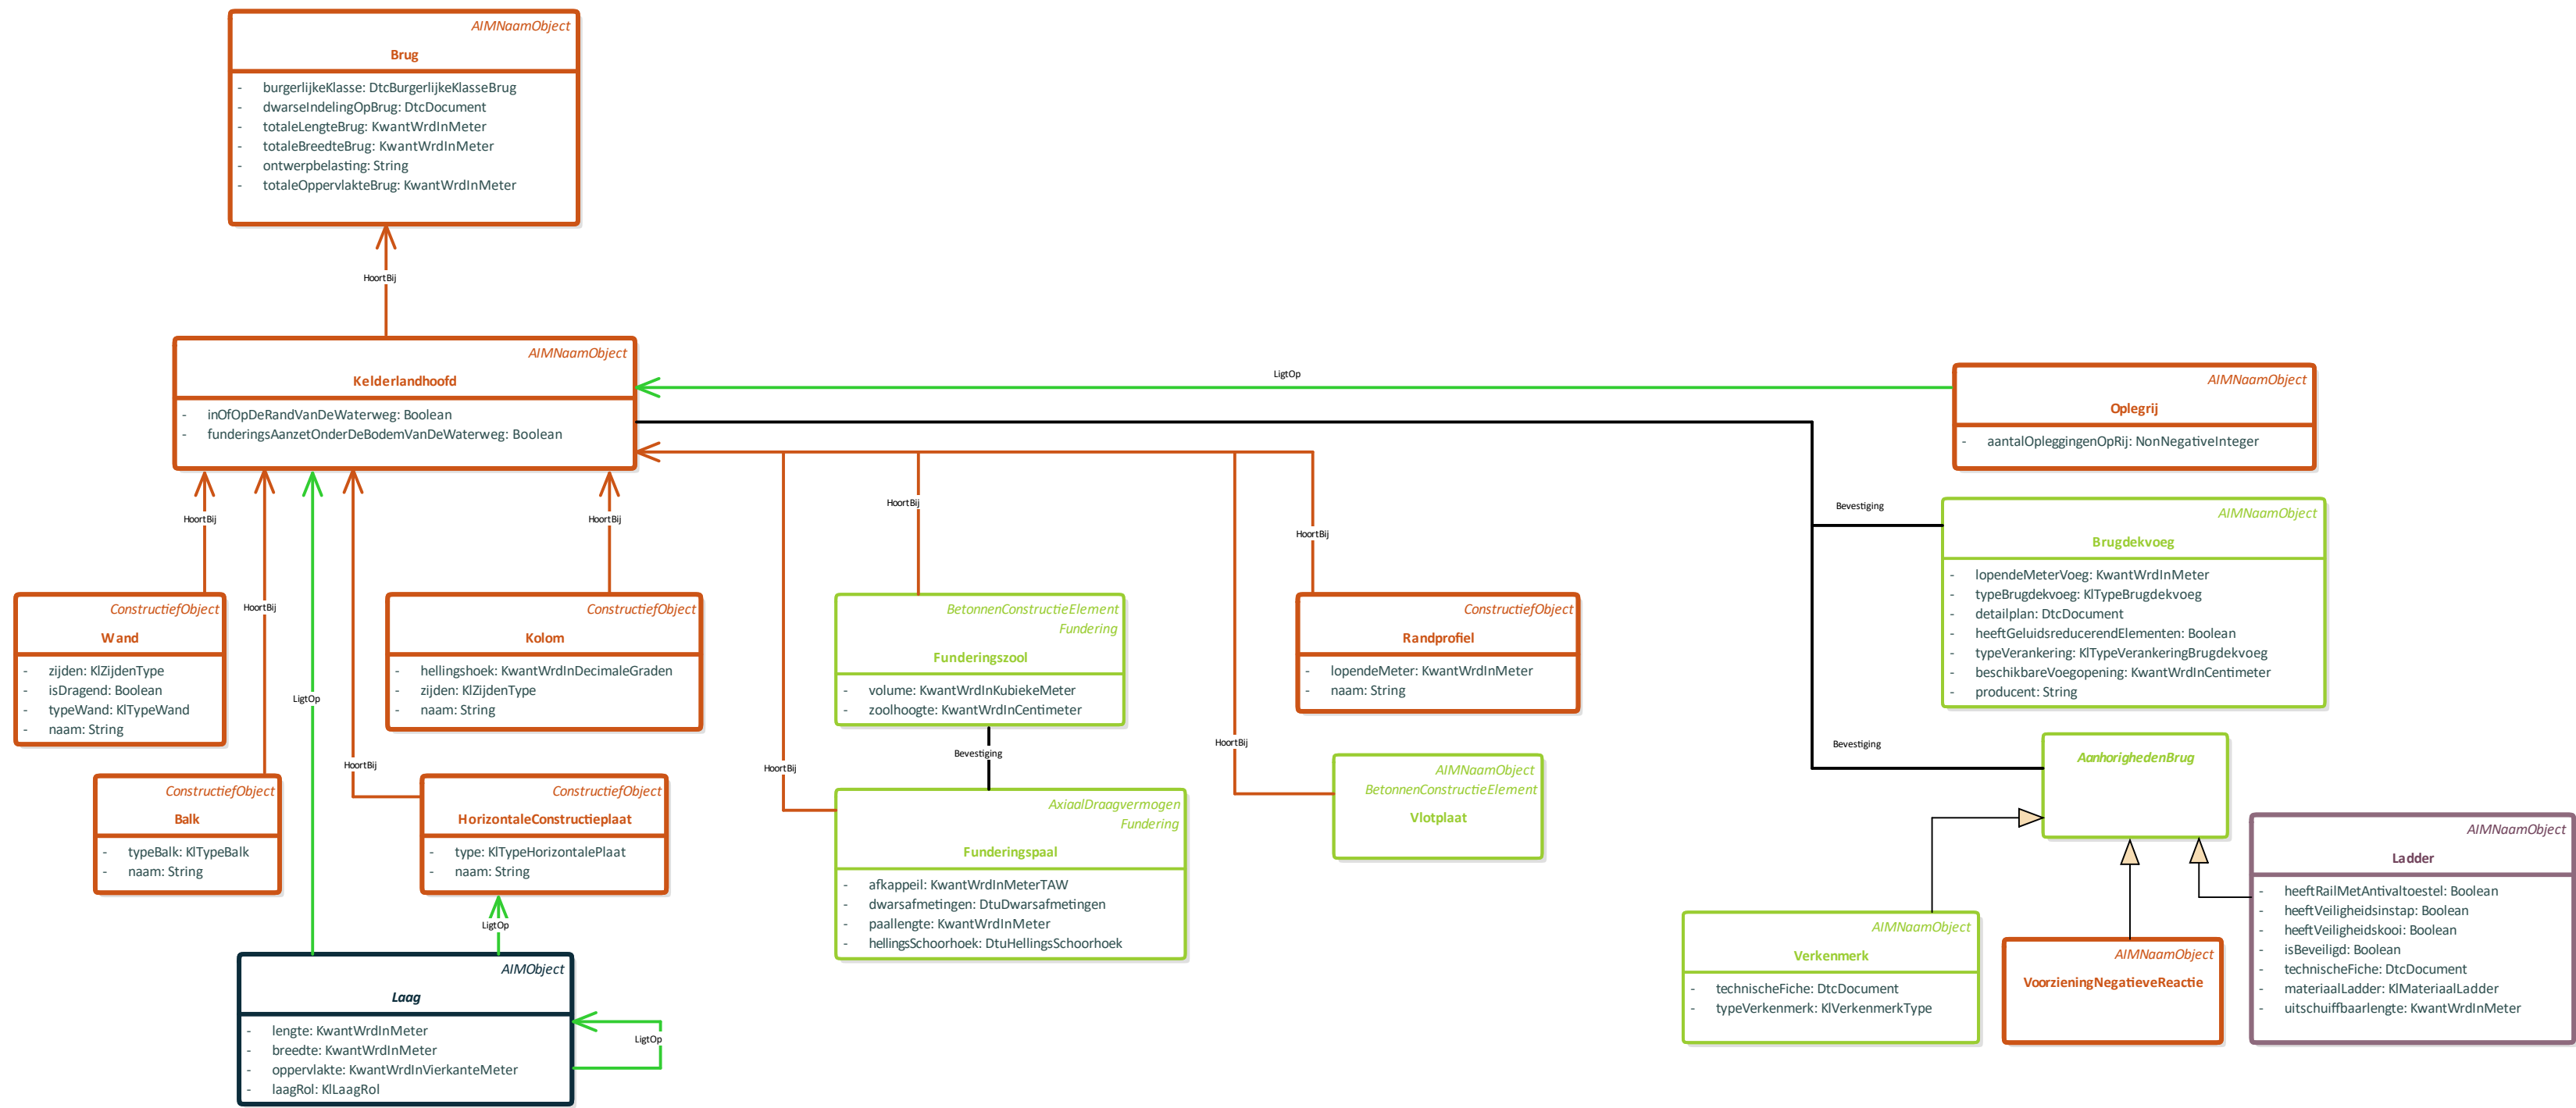 AIMNaamObject
Brug
- burgerlijkeKlasse: DtcBurgerlijkeKlasseBrug
- dwarseIndelingOpBrug: DtcDocument
- totaleLengteBrug: KwantWrdInMeter
- totaleBreedteBrug: KwantWrdInMeter
- ontwerpbelasting: String
- totaleOppervlakteBrug: KwantWrdInMeter
HoortBij
AIMNaamObject
Kelderlandhoofd
- inOfOpDeRandVanDeWaterweg: Boolean
- funderingsAanzetOnderDeBodemVanDeWaterweg: Boolean
LigtOp
AIMNaamObject
Oplegrij
- aantalOpleggingenOpRij: NonNegativeInteger
Bevestiging
AIMNaamObject
Brugdekvoeg
- lopendeMeterVoeg: KwantWrdInMeter
- typeBrugdekvoeg: KlTypeBrugdekvoeg
- detailplan: DtcDocument
- heeftGeluidsreducerendElementen: Boolean
- typeVerankering: KlTypeVerankeringBrugdekvoeg
- beschikbareVoegopening: KwantWrdInCentimeter
- producent: String
HoortBij
HoortBij
HoortBij
HoortBij
HoortBij
LigtOp
HoortBij
HoortBij
HoortBij
ConstructiefObject
Wand
- zijden: KlZijdenType
- isDragend: Boolean
- typeWand: KlTypeWand
- naam: String
ConstructiefObject
Kolom
- hellingshoek: KwantWrdInDecimaleGraden
- zijden: KlZijdenType
- naam: String
BetonnenConstructieElement
Fundering
Funderingszool
- volume: KwantWrdInKubiekeMeter
- zoolhoogte: KwantWrdInCentimeter
ConstructiefObject
Randprofiel
- lopendeMeter: KwantWrdInMeter
- naam: String
Bevestiging
Bevestiging
AanhorighedenBrug
ConstructiefObject
Balk
- typeBalk: KlTypeBalk
- naam: String
ConstructiefObject
HorizontaleConstructieplaat
- type: KlTypeHorizontalePlaat
- naam: String
AxiaalDraagvermogen
Fundering
Funderingspaal
- afkappeil: KwantWrdInMeterTAW
- dwarsafmetingen: DtuDwarsafmetingen
- paallengte: KwantWrdInMeter
- hellingsSchoorhoek: DtuHellingsSchoorhoek
AIMNaamObject
BetonnenConstructieElement
Vlotplaat
AIMNaamObject
Ladder
- heeftRailMetAntivaltoestel: Boolean
- heeftVeiligheidsinstap: Boolean
- heeftVeiligheidskooi: Boolean
- isBeveiligd: Boolean
- technischeFiche: DtcDocument
- materiaalLadder: KlMateriaalLadder
- uitschuifbaarlengte: KwantWrdInMeter
LigtOp
AIMObject
Laag
- lengte: KwantWrdInMeter
- breedte: KwantWrdInMeter
- oppervlakte: KwantWrdInVierkanteMeter
- laagRol: KlLaagRol
LigtOp
AIMNaamObject
Verkenmerk
- technischeFiche: DtcDocument
- typeVerkenmerk: KlVerkenmerkType
AIMNaamObject
VoorzieningNegatieveReactie